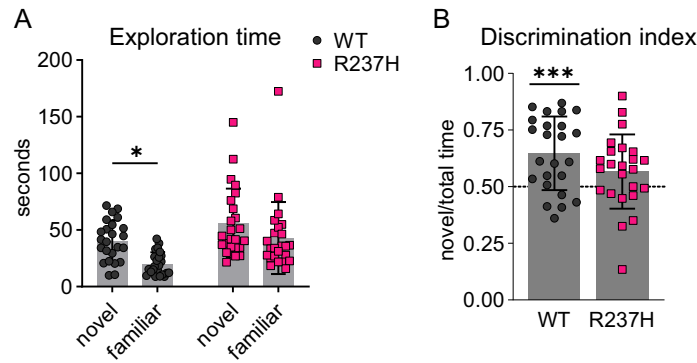 A
Exploration time
WT
R237H
seconds
200
150
100
50
0
*
novel
familiar
novel
familiar
B
Discrimination index
novel/total time
1.00
0.75
0.50
0.25
0.00
***
WT
R237H